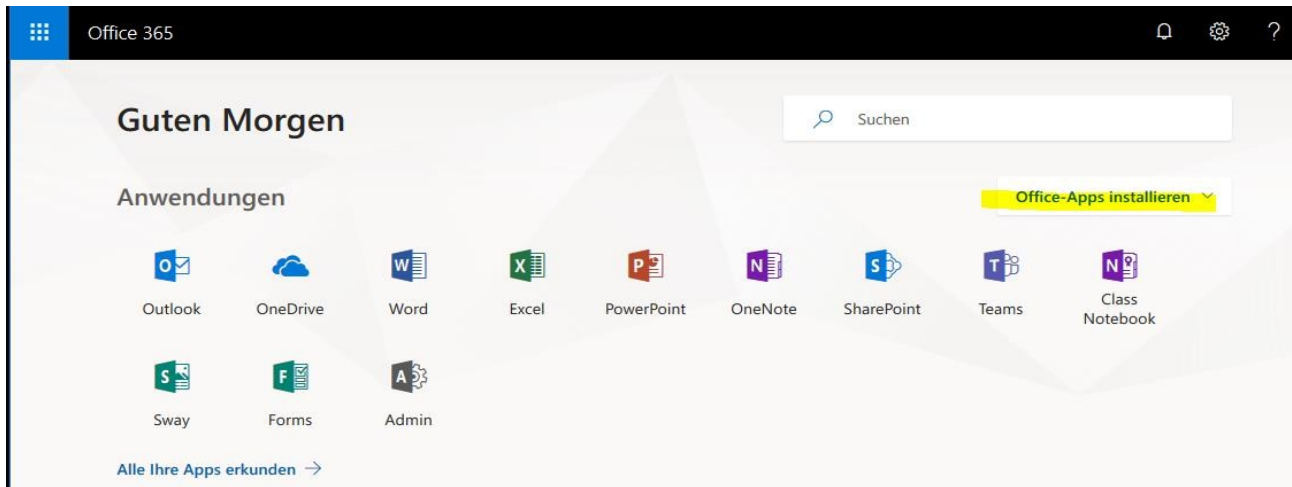 Office 365
?
Guten Morgen
Suchen
Anwendungen
Office-Apps installieren
Outlook
OneDrive
Word
Excel
PowerPoint
OneNote
SharePoint
Teams
Class
Notebook
Sway
Forms
Admin
Alle Ihre Apps erkunden →